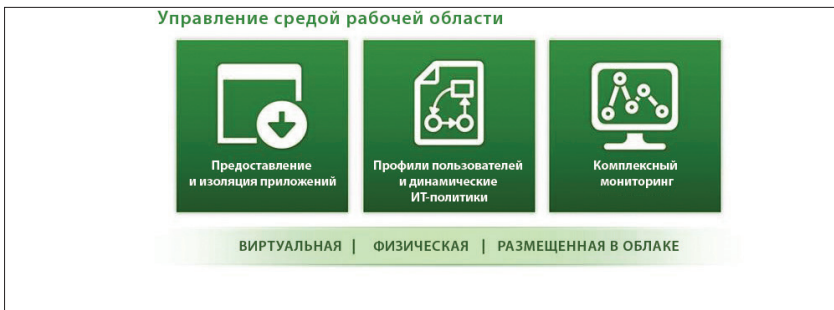 Управление средой рабочей области
Предоставление
и изоляция приложений
Профили пользователей
и динамические
ИТ-политики
Комплексный
мониторинг
ВИРТУАЛЬНАЯ | ФИЗИЧЕСКАЯ | РАЗМЕЩЕННАЯ В ОБЛАКЕ